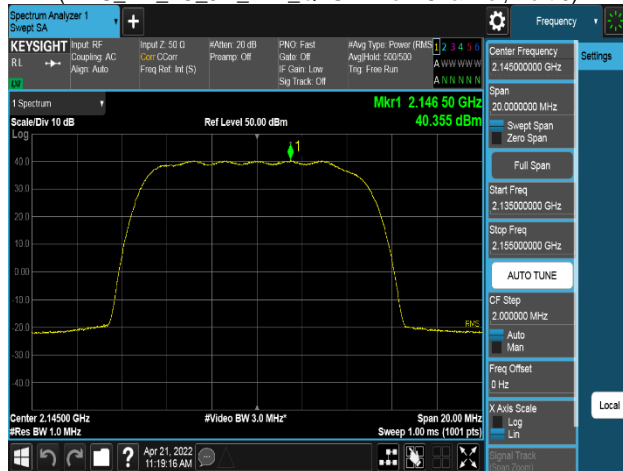 Spectrum Analyzer 1
Swept SA
Frequency
KEYSIGHT
RL
Input: RF
Coupling: AC
Align: Auto
Input Z: 50 Ω
Corr CCorr
Freq Ref: Int (S)
#Atten: 20 dB
Preamp: Off
PNO: Fast
Gate: Off
IF Gain: Low
Sig Track: Off
#Avg Type: Power (RMS
Avg|Hold: 500/500
Trig: Free Run
1 2 3 4 5 6
A W W W W W
A N N N N N
LW
1 Spectrum
Scale/Div 10 dB
Ref Level 50.00 dBm
Mkr1 2.146 50 GHz
40.355 dBm
Log
40.0
30.0
20.0
10.0
0.00
-10.0
-20.0
-30.0
-40.0
1
RMS
Center 2.14500 GHz
#Res BW 1.0 MHz
#Video BW 3.0 MHz*
Span 20.00 MHz
Sweep 1.00 ms (1001 pts)
Apr 21, 2022
11:19:16 AM
Center Frequency
2.145000000 GHz
Span
20.0000000 MHz
Swept Span
Zero Span
Full Span
Start Freq
2.135000000 GHz
Stop Freq
2.155000000 GHz
AUTO TUNE
CF Step
2.000000 MHz
Auto
Man
Freq Offset
0 Hz
X Axis Scale
Log
Lin
Signal Track
(Span Zoom)
Settings
Local